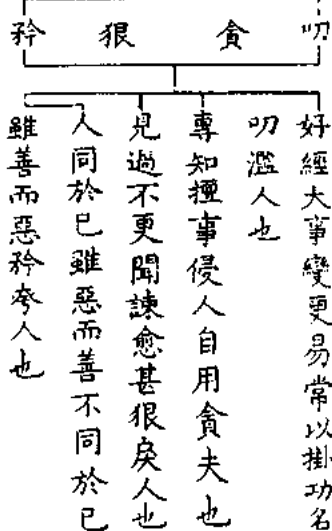 叨　貪　狠　矜
好經大事變更易常以掛功名
叨濫人也
專知擅事侵人自用貪夫也
見過不更聞諫愈甚狠戾人也
人同於已雖惡而善不同於已
雖善而惡矜夸人也